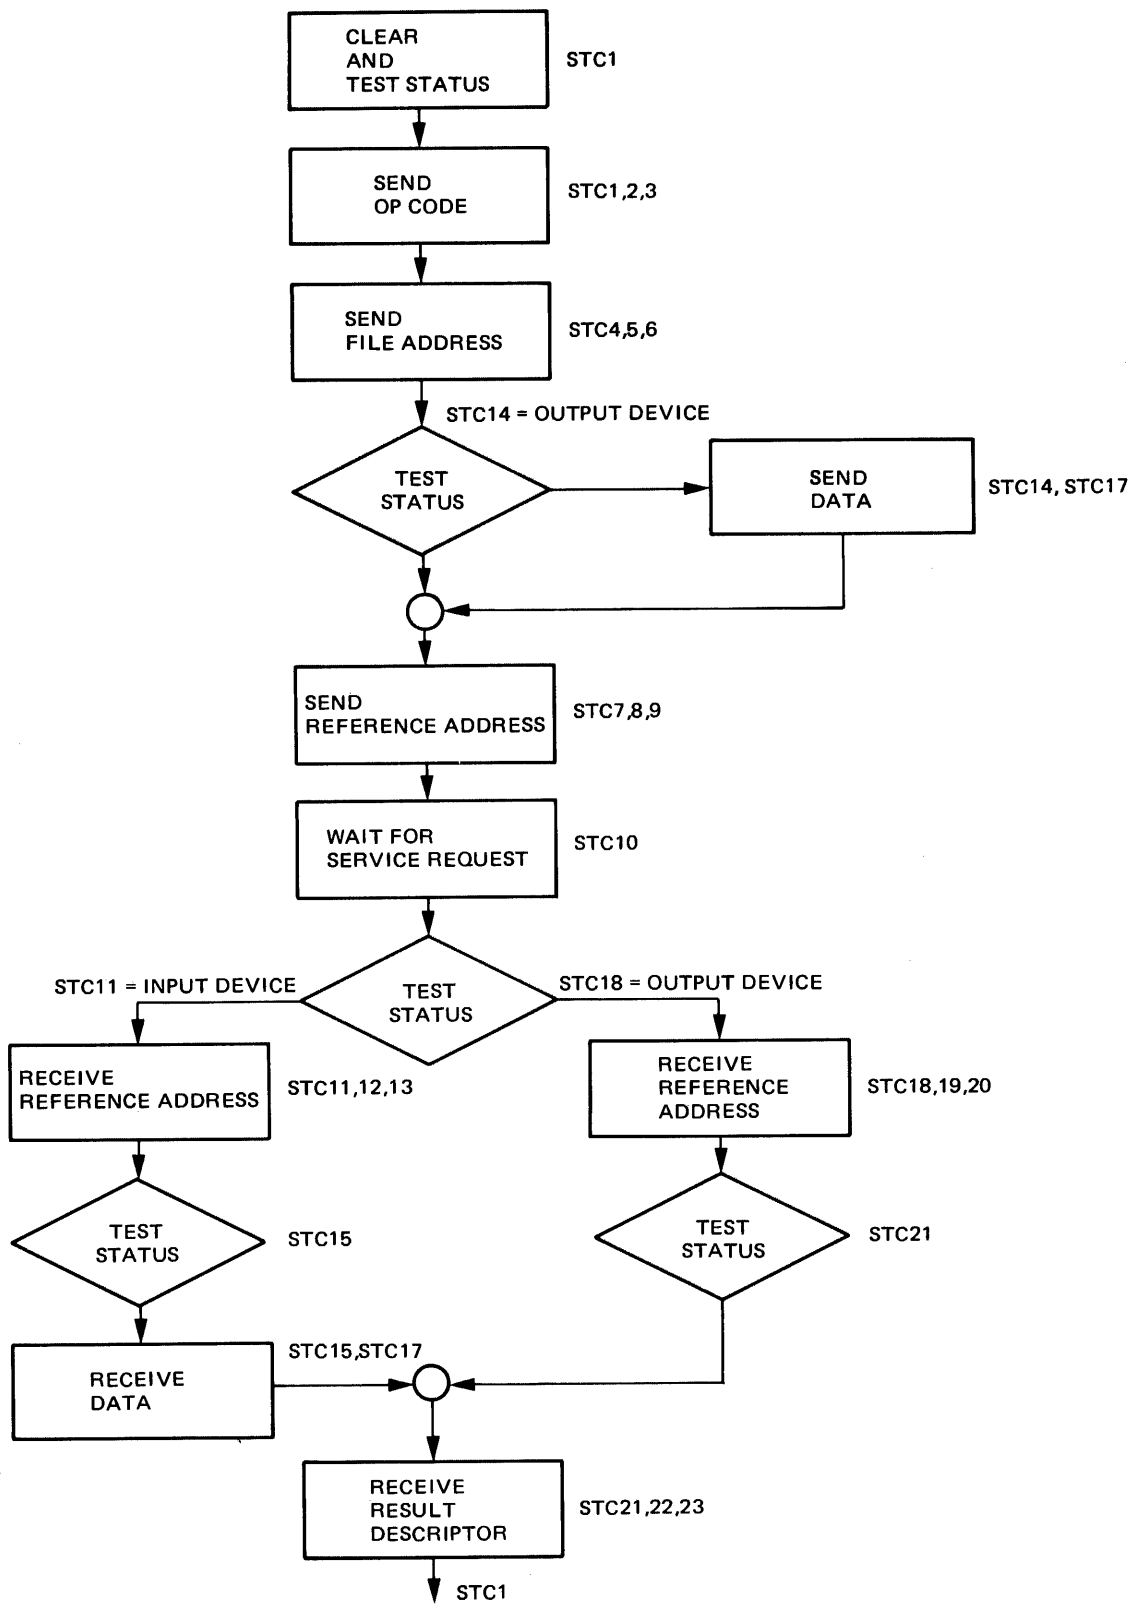 CLEAR
AND
TEST STATUS
STC1
SEND
OP CODE
STC1,2,3
SEND
FILE ADDRESS
STC4,5,6
STC14 = OUTPUT DEVICE
TEST
STATUS
SEND
DATA
STC14, STC17
SEND
REFERENCE ADDRESS
STC7,8,9
WAIT FOR
SERVICE REQUEST
STC10
STC11 = INPUT DEVICE
TEST
STATUS
STC18 = OUTPUT DEVICE
RECEIVE
REFERENCE ADDRESS
STC11,12,13
RECEIVE
REFERENCE
ADDRESS
STC18,19,20
TEST
STATUS
STC15
TEST
STATUS
STC21
RECEIVE
DATA
STC15,STC17
RECEIVE
RESULT
DESCRIPTOR
STC21,22,23
STC1